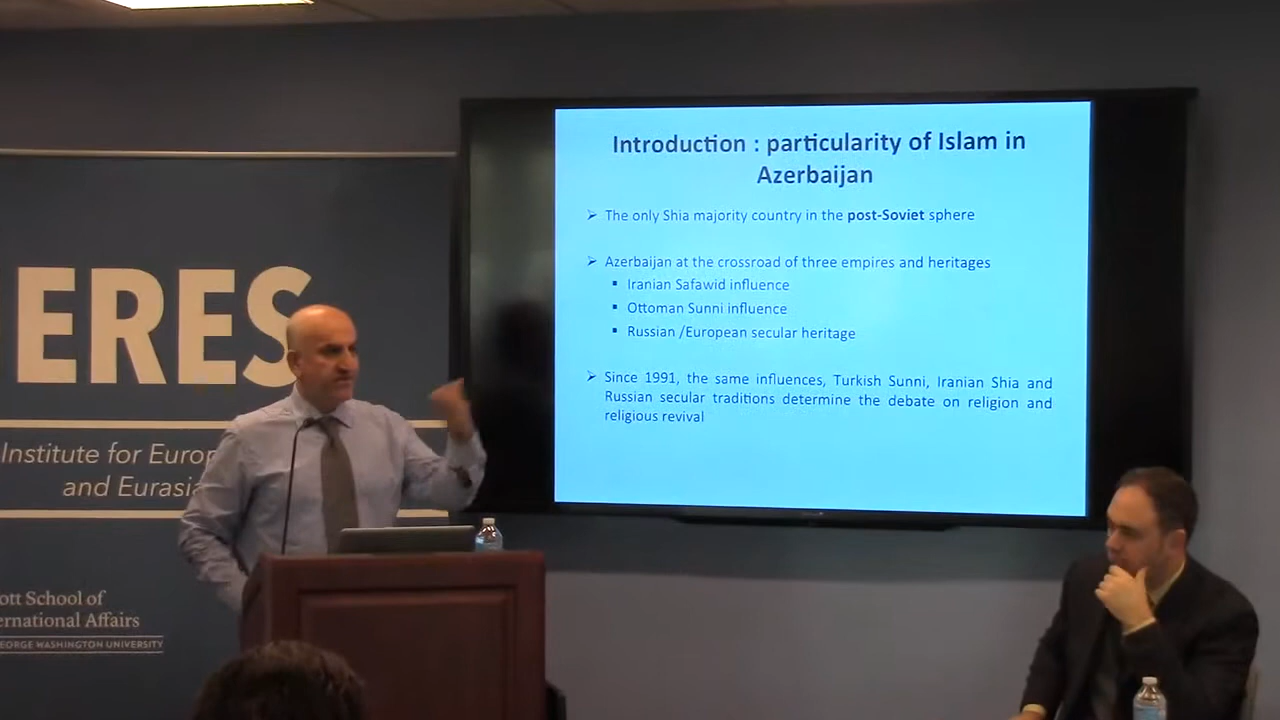 Introduction : particularity of Islam in
Azerbaijan
➢ The only Shia majority country in the post-Soviet sphere
➢ Azerbaijan at the crossroad of three empires and heritages
▪ Iranian Safawid influence
▪ Ottoman Sunni influence
▪ Russian /European secular heritage
➢ Since 1991, the same influences, Turkish Sunni, Iranian Shia and
Russian secular traditions determine the debate on religion and
religious revival
ERES
Institute for Europ
and Eurasia
ott School of
ernational Affairs
GEORGE WASHINGTON UNIVERSITY